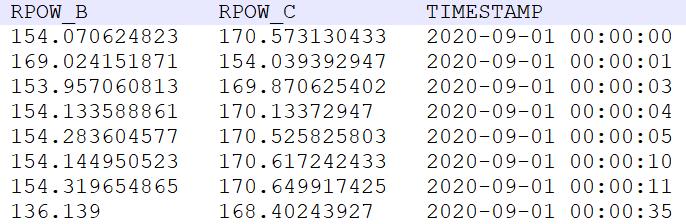 RPOW_B RPOW_C TIMESTAMP
154.070624823 170.573130433 2020-09-01 00:00:00
169.024151871 154.039392947 2020-09-01 00:00:01
153.957060813 169.870625402 2020-09-01 00:00:03
154.133588861 170.13372947 2020-09-01 00:00:04
154.283604577 170.525825803 2020-09-01 00:00:05
154.144950523 170.617242433 2020-09-01 00:00:10
154.319654865 170.649917425 2020-09-01 00:00:11
136.139 168.40243927 2020-09-01 00:00:35